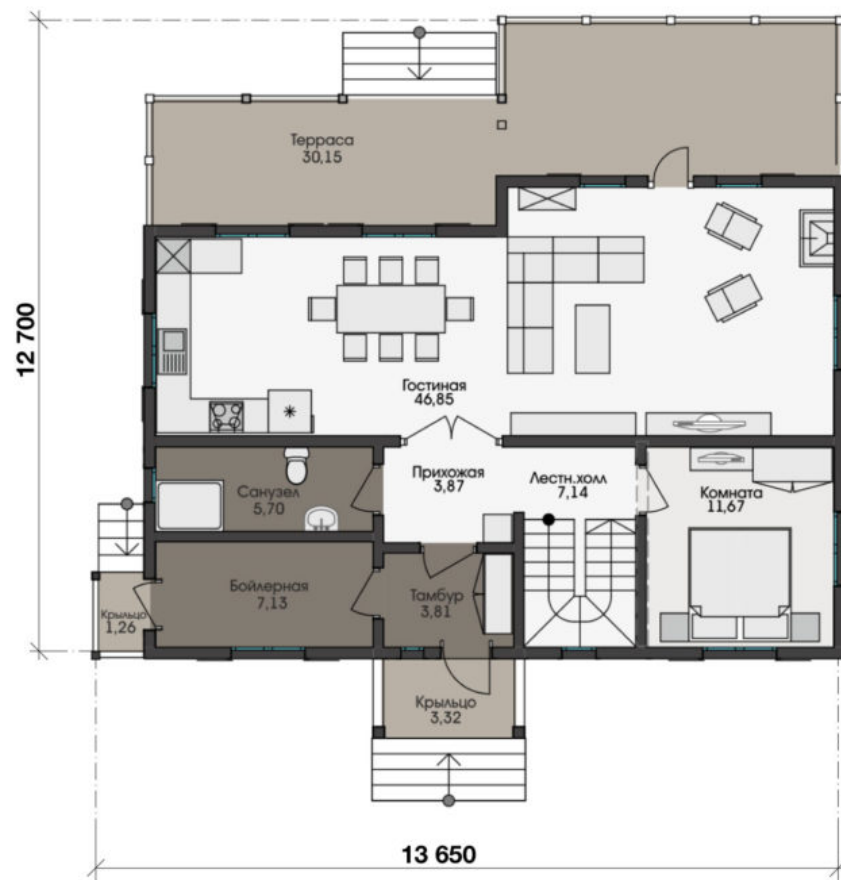 Терраса
30,15
12 700
Гостиная
46,85
Прихожая
3,87
Лестн.холл
7,14
Комната
11,67
Санузел
5,70
Бойлерная
7,13
Тамбур
3,81
Крыльцо
1,26
Крыльцо
3,32
13 650